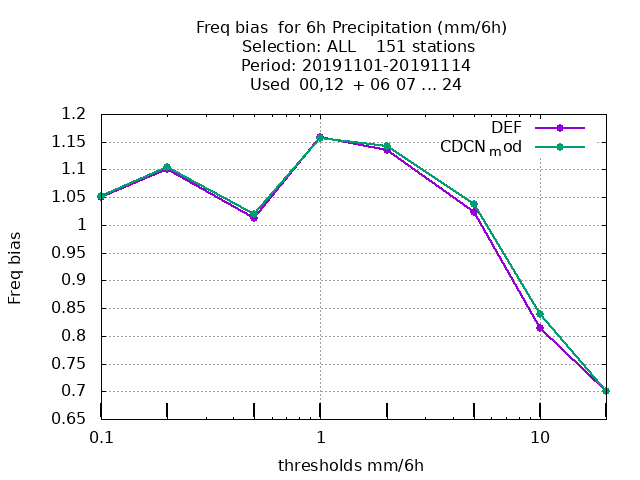 Freq bias  for 6h Precipitation (mm/6h)
Selection: ALL    151 stations
Period: 20191101-20191114
Used  00,12  + 06 07 ... 24
1.2
1.15
1.1
1.05
1
0.95
0.9
0.85
0.8
0.75
0.7
0.65
0.1
1
10
DEF
CDCNmod
Freq bias
thresholds mm/6h